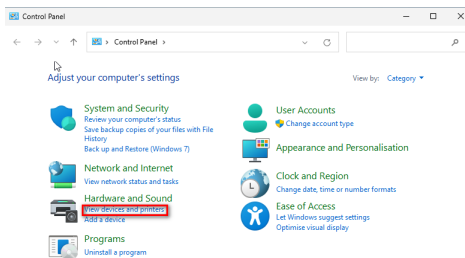 Control Panel
Control Panel
Adjust your computer's settings
View by: Category
System and Security
Review your computer's status
Save backup copies of your files with File
History
Back up and Restore (Windows 7)
Network and Internet
View network status and tasks
Hardware and Sound
View devices and printers
Add a device
Programs
Uninstall a program
User Accounts
Change account type
Appearance and Personalisation
Clock and Region
Change date, time or number formats
Ease of Access
Let Windows suggest settings
Optimise visual display